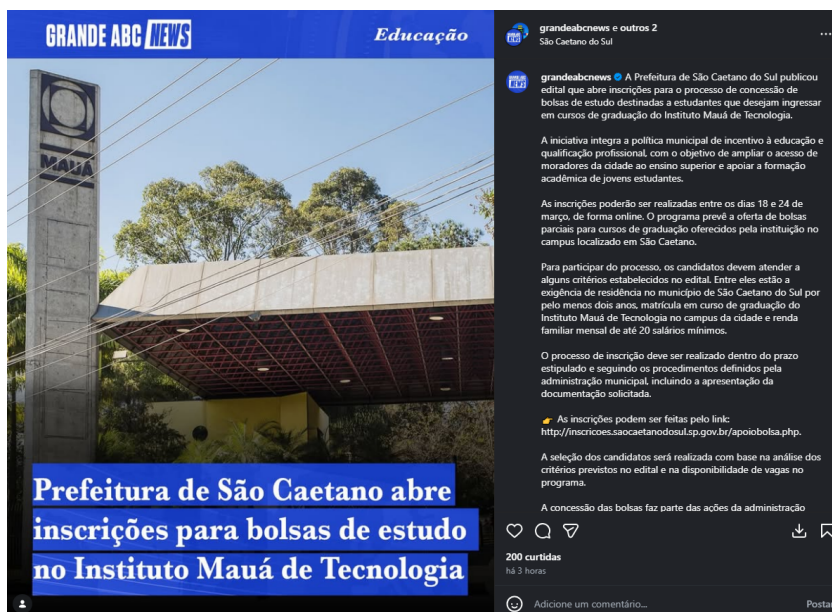 GRANDE ABC NEWS
Educação
MAUÁ
Prefeitura de São Caetano abre
inscrições para bolsas de estudo
no Instituto Mauá de Tecnologia
grandeabcnews e outros 2
São Caetano do Sul
grandeabcnews A Prefeitura de São Caetano do Sul publicou
edital que abre inscrições para o processo de concessão de
bolsas de estudo destinadas a estudantes que desejam ingressar
em cursos de graduação do Instituto Mauá de Tecnologia.
A iniciativa integra a política municipal de incentivo à educação e
qualificação profissional, com o objetivo de ampliar o acesso de
moradores da cidade ao ensino superior e apoiar a formação
acadêmica de jovens estudantes.
As inscrições poderão ser realizadas entre os dias 18 e 24 de
março, de forma online. O programa prevê a oferta de bolsas
parciais para cursos de graduação oferecidos pela instituição no
campus localizado em São Caetano.
Para participar do processo, os candidatos devem atender a
alguns critérios estabelecidos no edital. Entre eles estão a
exigência de residência no município de São Caetano do Sul por
pelo menos dois anos, matrícula em curso de graduação do
Instituto Mauá de Tecnologia no campus da cidade e renda
familiar mensal de até 20 salários mínimos.
O processo de inscrição deve ser realizado dentro do prazo
estipulado e seguindo os procedimentos definidos pela
administração municipal, incluindo a apresentação da
documentação solicitada.
👉 As inscrições podem ser feitas pelo link:
http://inscricoes.saocaetanodosul.sp.gov.br/apoiobolsa.php.
A seleção dos candidatos será realizada com base na análise dos
critérios previstos no edital e na disponibilidade de vagas no
programa.
A concessão das bolsas faz parte das ações da administração
200 curtidas
há 3 horas
Adicione um comentário...
Postar